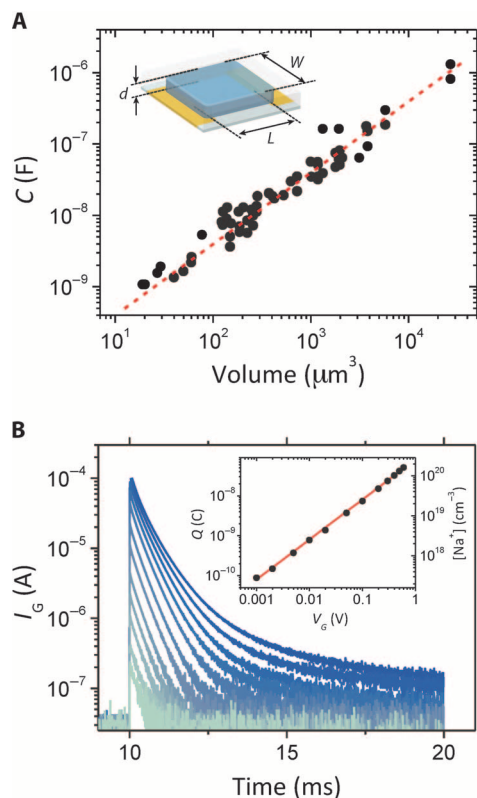 A
10⁻⁶
10⁻⁷
10⁻⁸
10⁻⁹
C (F)
d
W
L
10¹ 10² 10³ 10⁴
Volume (μm³)
B
10⁻⁴
10⁻⁵
10⁻⁶
10⁻⁷
I_G (A)
10⁻⁸
10⁻⁹
10⁻¹⁰
Q (C)
10²⁰
10¹⁹
10¹⁸
[Na⁺] (cm⁻³)
0.001 0.01 0.1 1
V_G (V)
10 15 20
Time (ms)